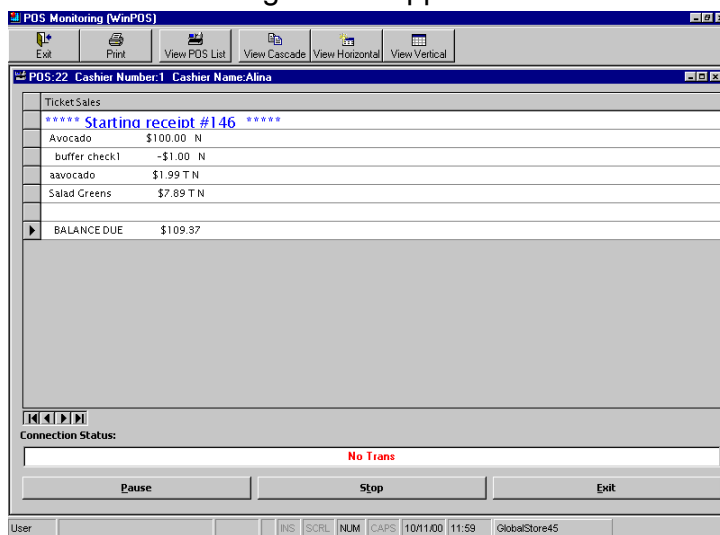 POS Monitoring (WinPOS)
Exit Print View POS List View Cascade View Horizontal View Vertical
POS:22 Cashier Number:1 Cashier Name:Alina
Ticket Sales
***** Starting receipt #146 *****
Avocado $100.00 N
buffer check1 -$1.00 N
aavocado $1.99 T N
Salad Greens $7.89 T N
BALANCE DUE $109.37
Connection Status:
No Trans
Pause Stop Exit
User INS SCRL NUM CAPS 10/11/00 11:59 GlobalStore45